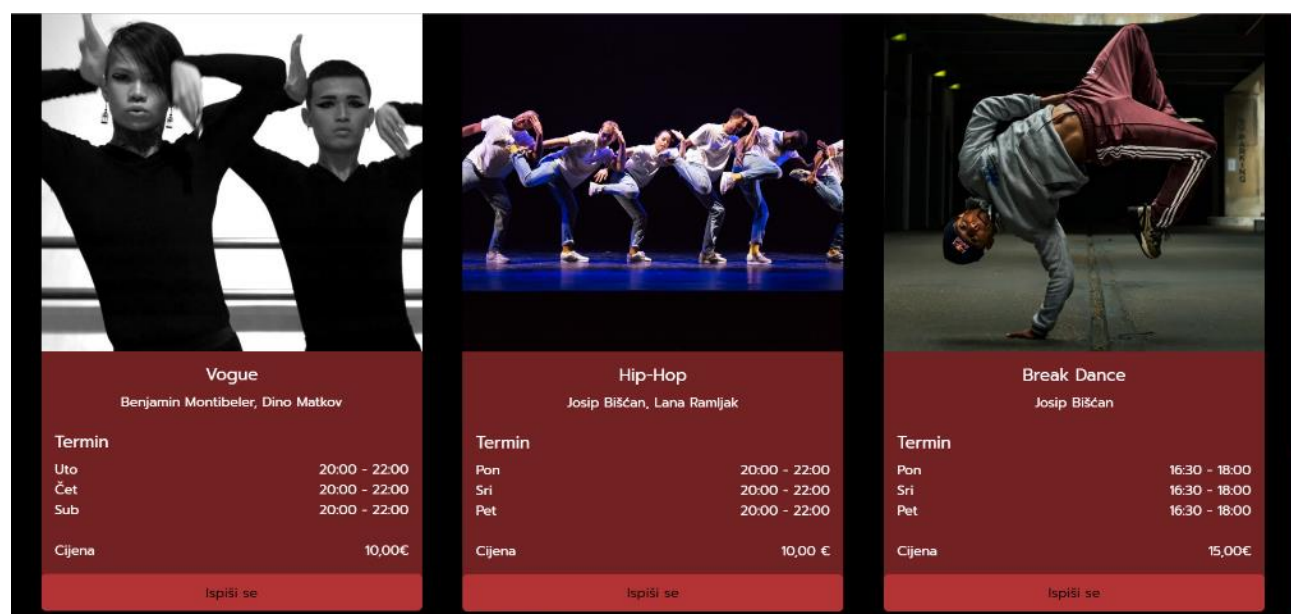 Vogue
Benjamin Montibeler, Dino Matkov
Termin
Uto 20:00 - 22:00
Čet 20:00 - 22:00
Sub 20:00 - 22:00
Cijena 10,00€
Ispiši se
Hip-Hop
Josip Bišćan, Lana Ramljak
Termin
Pon 20:00 - 22:00
Sri 20:00 - 22:00
Pet 20:00 - 22:00
Cijena 10,00 €
Ispiši se
Break Dance
Josip Bišćan
Termin
Pon 16:30 - 18:00
Sri 16:30 - 18:00
Pet 16:30 - 18:00
Cijena 15,00€
Ispiši se